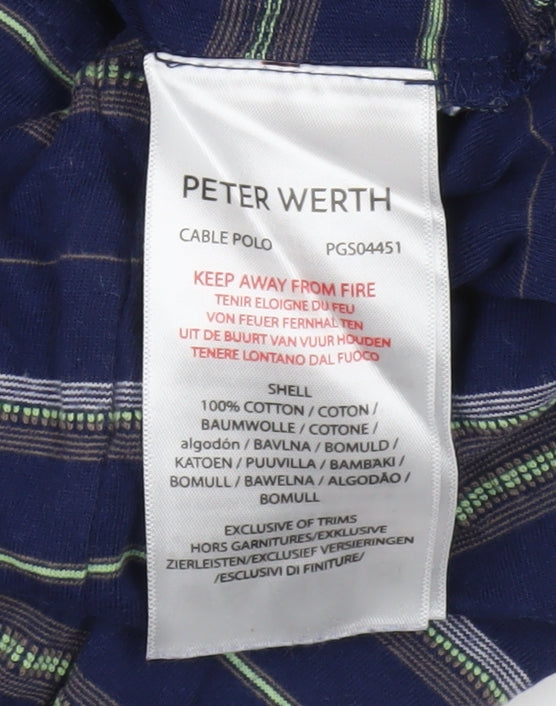 PETER WERTH
CABLE POLO PGS04451
KEEP AWAY FROM FIRE
TENIR ELOIGNE DU FEU
VON FEUER FERNHALTEN
UIT DE BUURT VAN VUUR HOUDEN
TENERE LONTANO DAL FUOCO
SHELL
100% COTTON / COTON /
BAUMWOLLE / COTONE /
algodón / BAVLNA / BOMULD /
KATOEN / PUUVILLA / BAMBAKI /
BOMULL / BAWELNA / ALGODÃO /
BOMULL
EXCLUSIVE OF TRIMS
HORS GARNITURES/EXKLUSIVE
ZIERLEISTEN/EXCLUSIEF VERSIERINGEN
/ESCLUSIVI DI FINITURE/